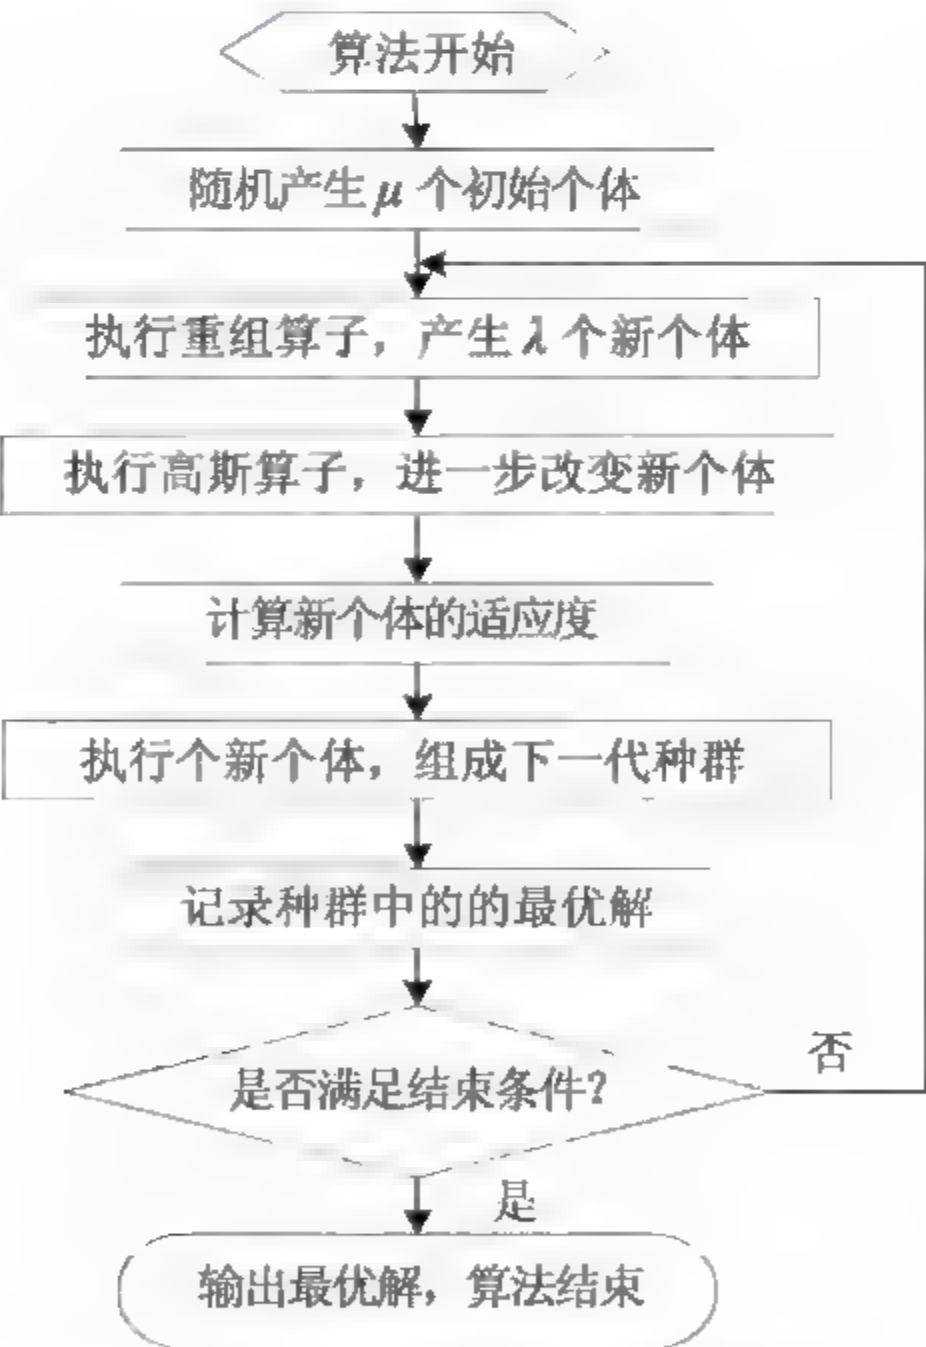 算法开始
随机产生μ个初始个体
执行重组算子，产生λ个新个体
执行高斯算子，进一步改变新个体
计算新个体的适应度
执行个新个体，组成下一代种群
记录种群中的的最优解
是否满足结束条件？
否
是
输出最优解，算法结束